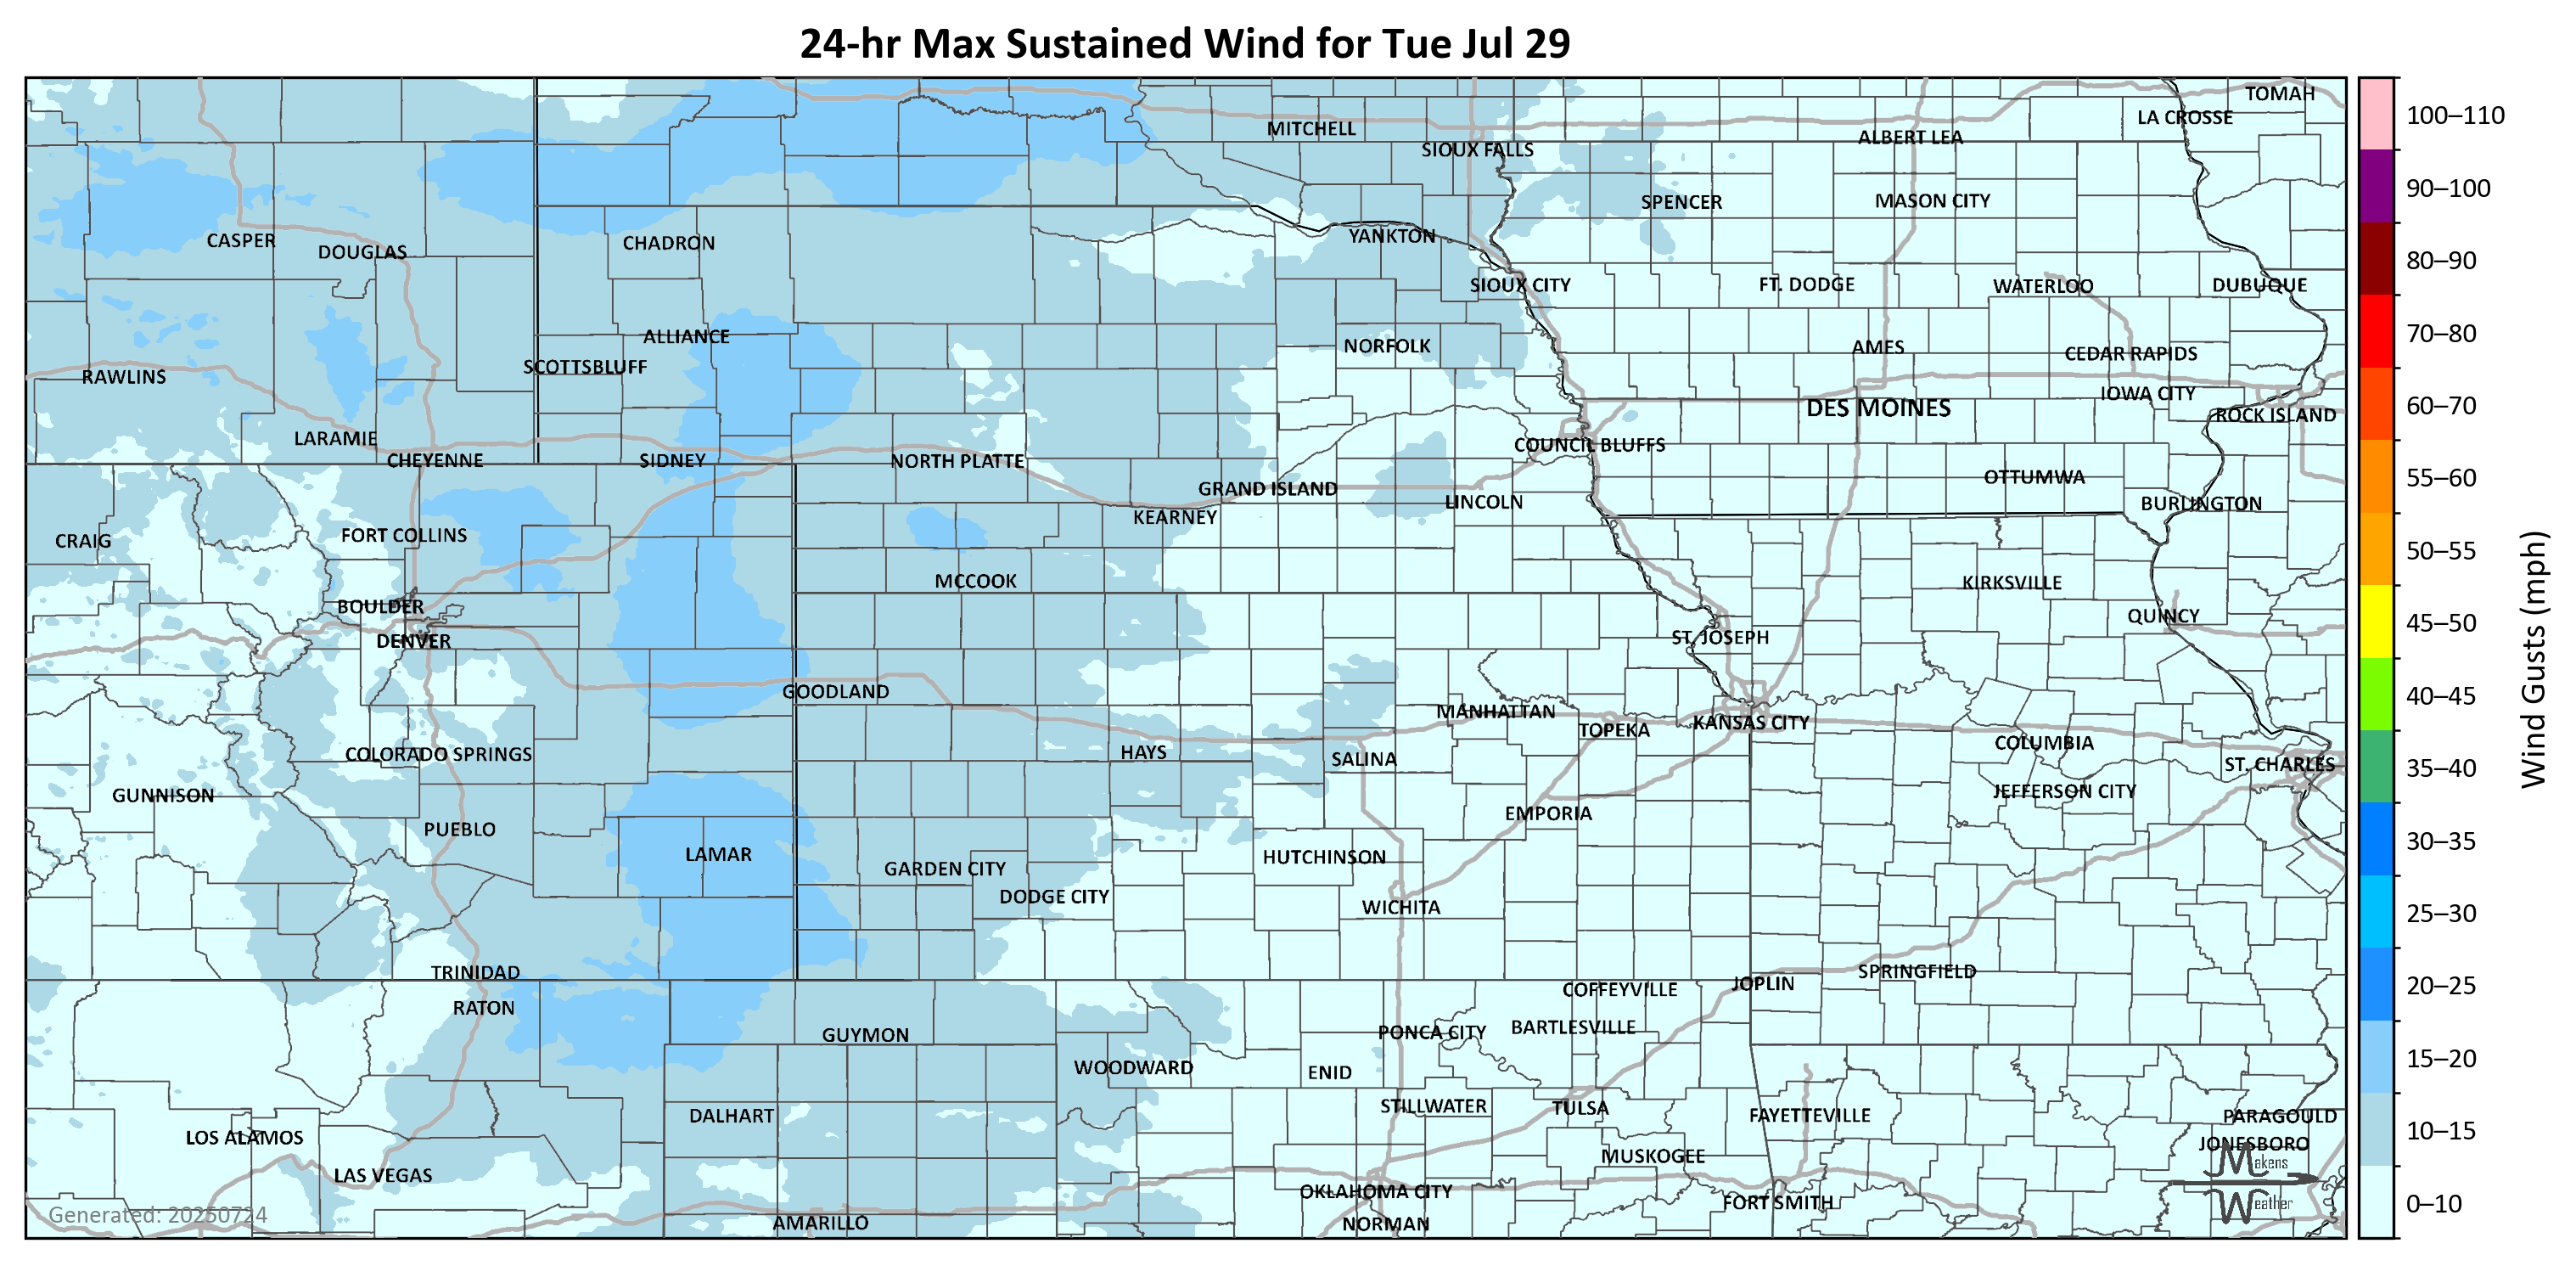 24-hr Max Sustained Wind for Tue Jul 29
TOMAH
LA CROSSE
MITCHELL
ALBERT LEA
SIOUX FALLS
SPENCER
MASON CITY
CASPER
DOUGLAS
CHADRON
YANKTON
SIOUX CITY
FT. DODGE
WATERLOO
DUBUQUE
ALLIANCE
SCOTTSBLUFF
NORFOLK
AMES
CEDAR RAPIDS
RAWLINS
IOWA CITY
DES MOINES
ROCK ISLAND
LARAMIE
CHEYENNE
SIDNEY
NORTH PLATTE
COUNCIL BLUFFS
GRAND ISLAND
LINCOLN
OTTUMWA
BURLINGTON
KEARNEY
CRAIG
FORT COLLINS
MCCOOK
KIRKSVILLE
BOULDER
QUINCY
DENVER
ST. JOSEPH
GOODLAND
MANHATTAN
TOPEKA
KANSAS CITY
COLORADO SPRINGS
HAYS
SALINA
COLUMBIA
ST. CHARLES
GUNNISON
JEFFERSON CITY
PUEBLO
EMPORIA
LAMAR
GARDEN CITY
HUTCHINSON
DODGE CITY
WICHITA
TRINIDAD
SPRINGFIELD
JOPLIN
COFFEYVILLE
RATON
GUYMON
PONCA CITY
BARTLESVILLE
WOODWARD
ENID
DALHART
STILLWATER
TULSA
FAYETTEVILLE
PARAGOULD
LOS ALAMOS
JONESBORO
LAS VEGAS
MUSKOGEE
OKLAHOMA CITY
FORT SMITH
AMARILLO
NORMAN
Generated: 20250724
Makens
Weather
100–110
90–100
80–90
70–80
60–70
55–60
50–55
45–50
40–45
35–40
30–35
25–30
20–25
15–20
10–15
0–10
Wind Gusts (mph)